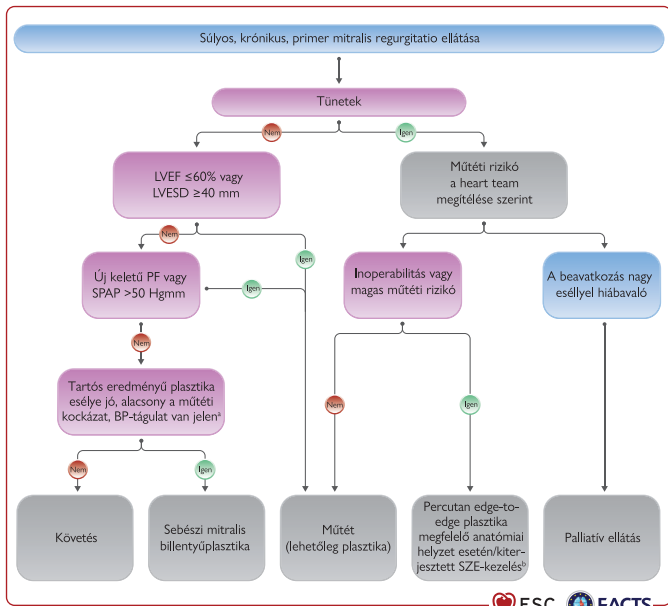 Súlyos, krónikus, primer mitralis regurgitatio ellátása
Tünetek
Nem
Igen
LVEF ≤60% vagy
LVESD ≥40 mm
Műtéti rizikó
a heart team
megítélése szerint
Nem
Igen
Új keletű PF vagy
SPAP >50 Hgmm
Igen
Inoperabilitás vagy
magas műtéti rizikó
A beavatkozás nagy
eséllyel hiábavaló
Nem
Tartós eredményű plasztika
esélye jó, alacsony a műtéti
kockázat, BP-tágulat van jelenᵃ
Nem
Igen
Nem
Igen
Követés
Sebészi mitralis
billentyűplasztika
Műtét
(lehetőleg plasztika)
Percutan edge-to-
edge plasztika
megfelelő anatómiai
helyzet esetén/kiter-
jesztett SZE-kezelésᵇ
Palliatív ellátás
ESC
EACTS